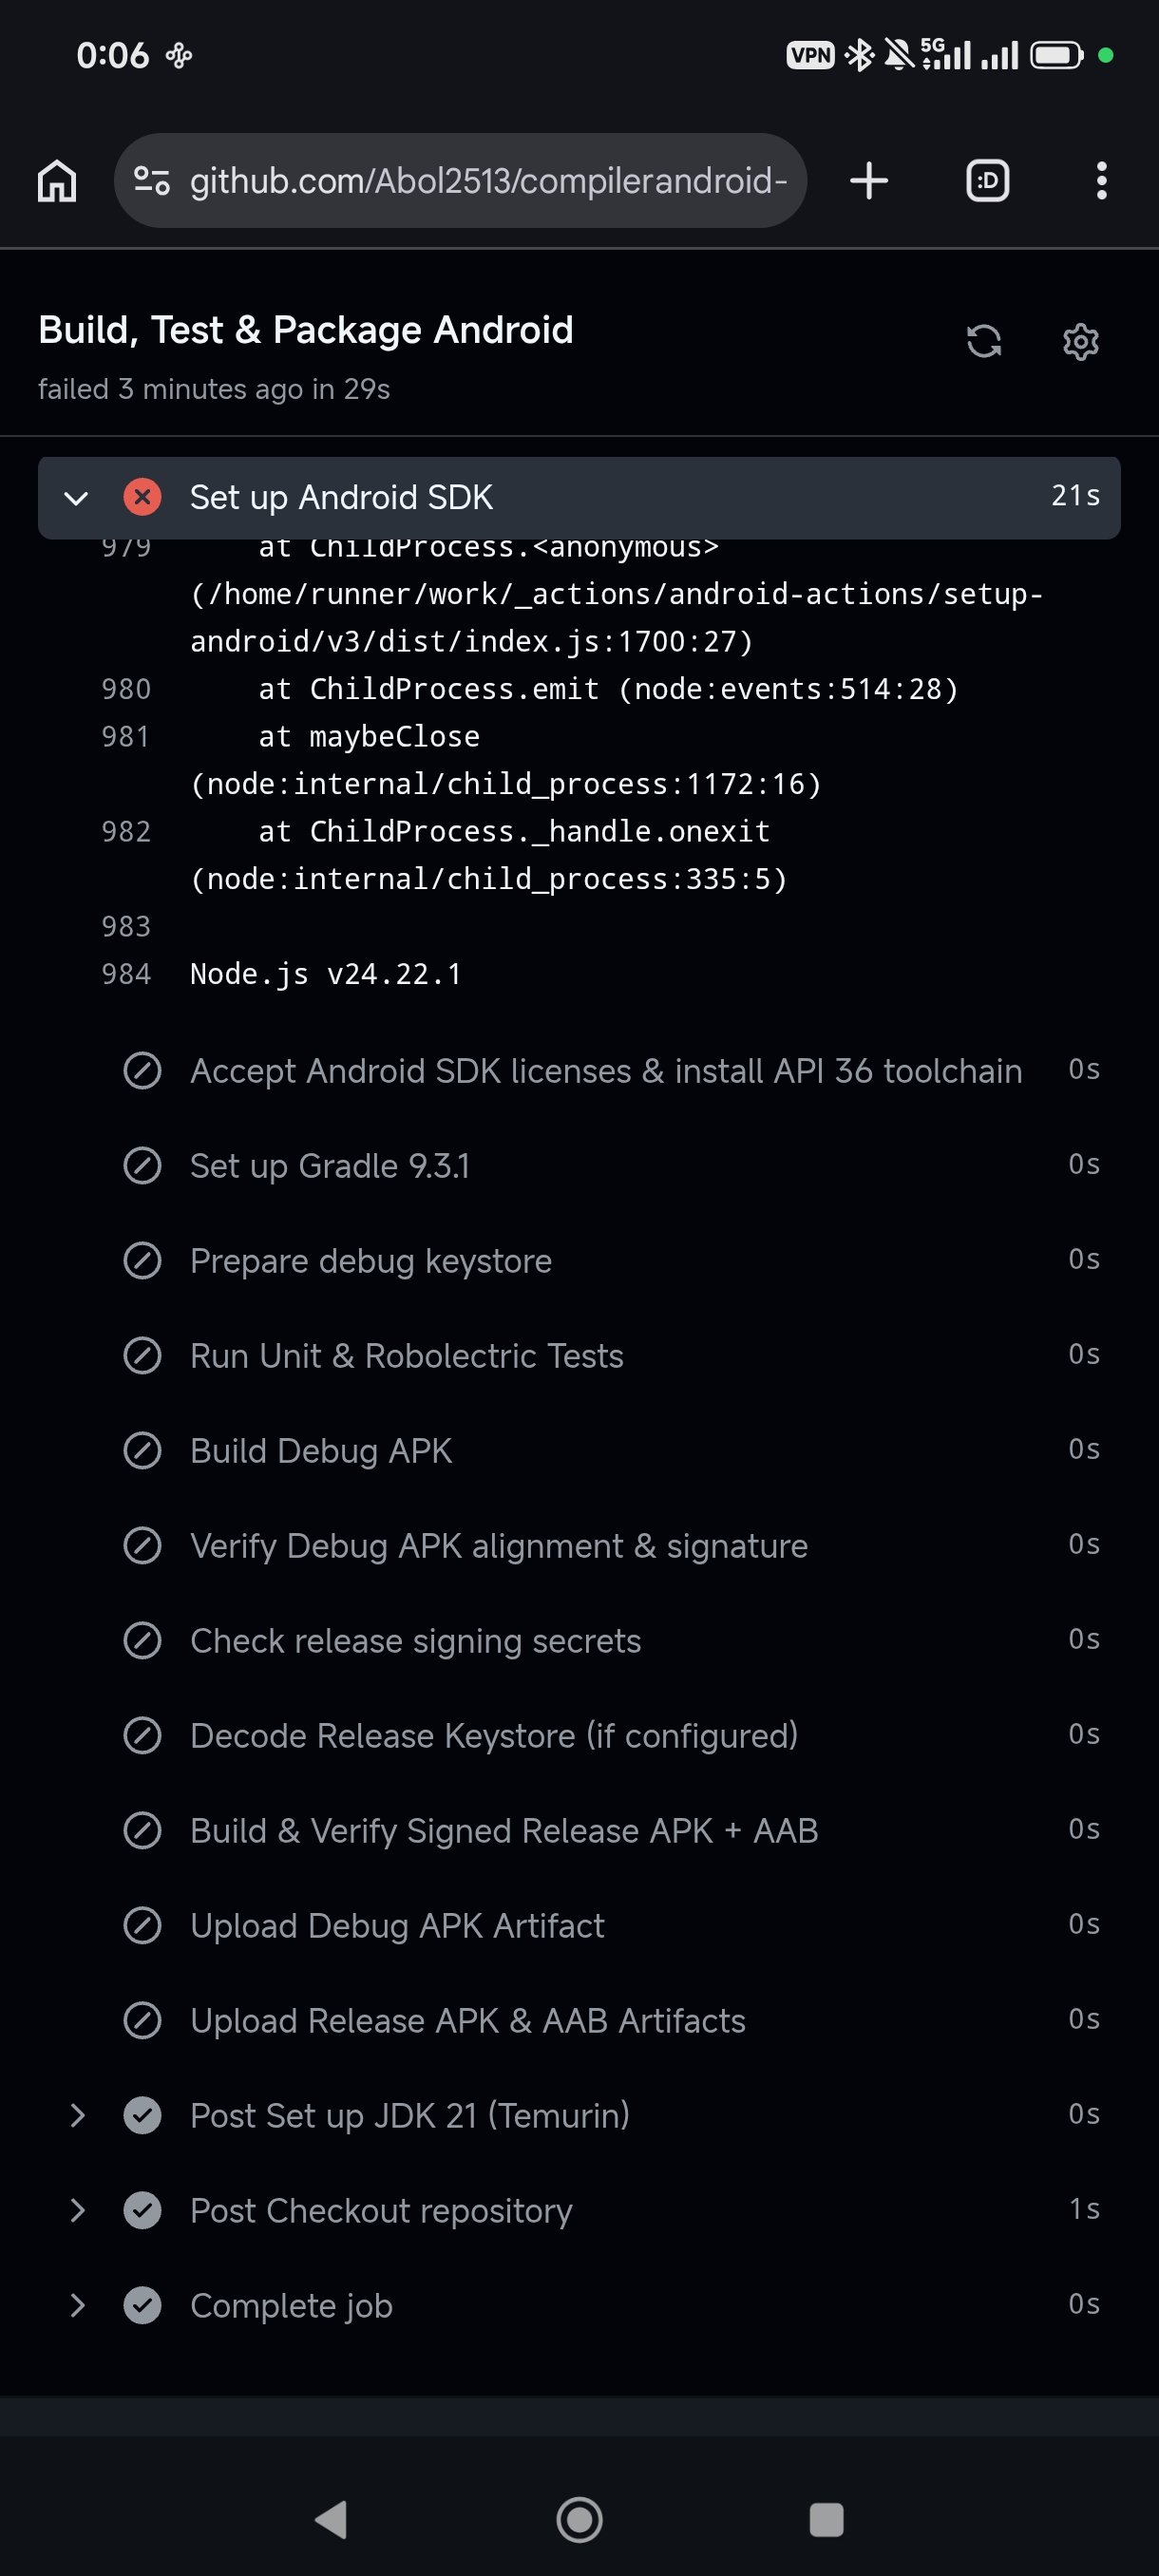 0:06
VPN 5G
github.com/Abol2513/compilerandroid-
:D
Build, Test & Package Android
failed 3 minutes ago in 29s
Set up Android SDK 21s
979 at ChildProcess.<anonymous>
(/home/runner/work/_actions/android-actions/setup-
android/v3/dist/index.js:1700:27)
980 at ChildProcess.emit (node:events:514:28)
981 at maybeClose
(node:internal/child_process:1172:16)
982 at ChildProcess._handle.onexit
(node:internal/child_process:335:5)
983
984 Node.js v24.22.1
Accept Android SDK licenses & install API 36 toolchain 0s
Set up Gradle 9.3.1 0s
Prepare debug keystore 0s
Run Unit & Robolectric Tests 0s
Build Debug APK 0s
Verify Debug APK alignment & signature 0s
Check release signing secrets 0s
Decode Release Keystore (if configured) 0s
Build & Verify Signed Release APK + AAB 0s
Upload Debug APK Artifact 0s
Upload Release APK & AAB Artifacts 0s
Post Set up JDK 21 (Temurin) 0s
Post Checkout repository 1s
Complete job 0s